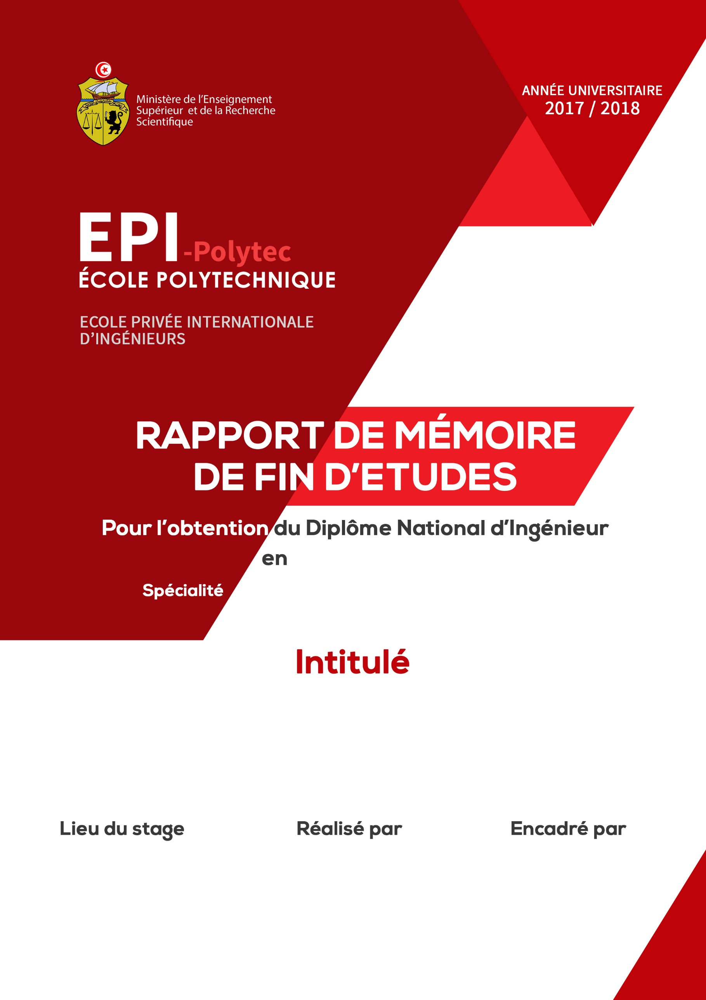 Ministère de l’Enseignement
Supérieur et de la Recherche
Scientifique
ANNÉE UNIVERSITAIRE
2017 / 2018
EPI-Polytec
ÉCOLE POLYTECHNIQUE
ECOLE PRIVÉE INTERNATIONALE
D’INGÉNIEURS
RAPPORT DE MÉMOIRE
DE FIN D’ETUDES
Pour l’obtention du Diplôme National d’Ingénieur
en
Spécialité
Intitulé
Lieu du stage
Réalisé par
Encadré par